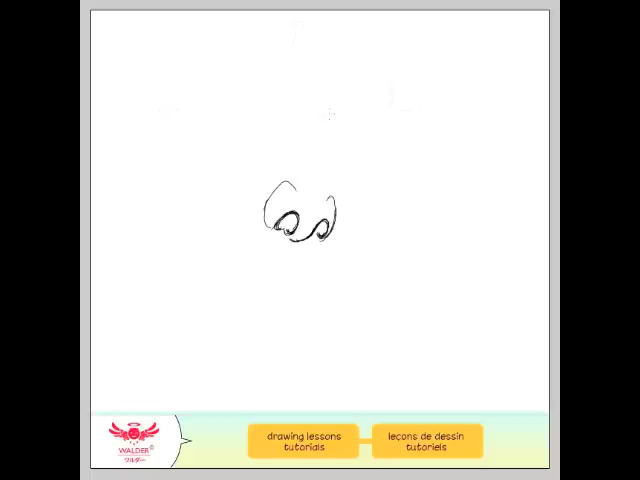 drawing lessons
tutorials
leçons de dessin
tutoriels
WALDER®
ワルダー